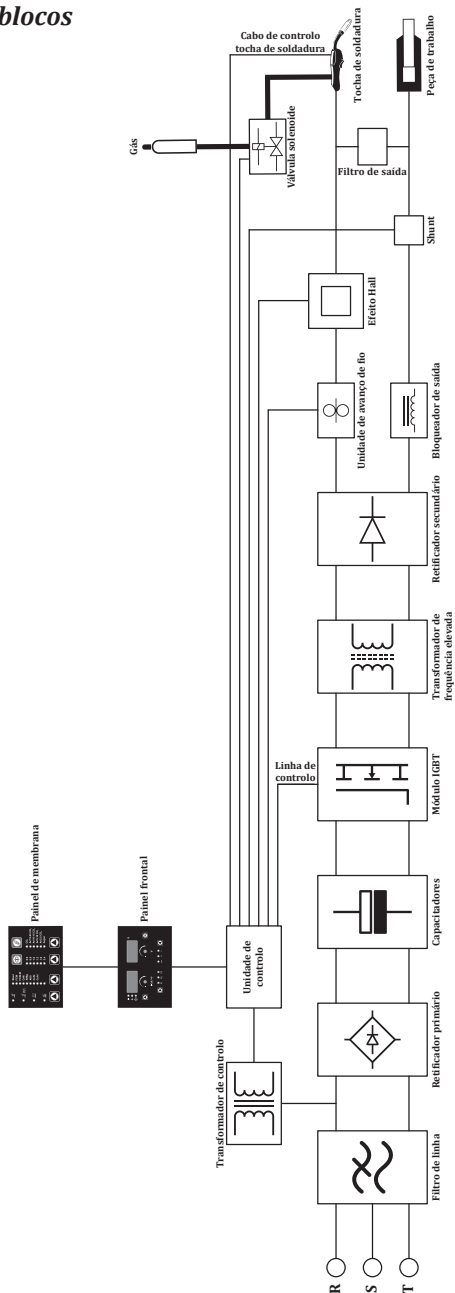 blocos
Cabo de controlo
tocha de soldadura
Tocha de soldadura
Peça de trabalho
Gás
Válvula solenoide
Filtro de saída
Shunt
Efeito Hall
Unidade de avanço de fio
Bloqueador de saída
Retificador secundário
Transformador de
frequência elevada
Linha de
controlo
Módulo IGBT
Painel de membrana
Painel frontal
Unidade de
controlo
Capacitadores
Transformador de controlo
Retificador primário
Filtro de linha
R
S
T